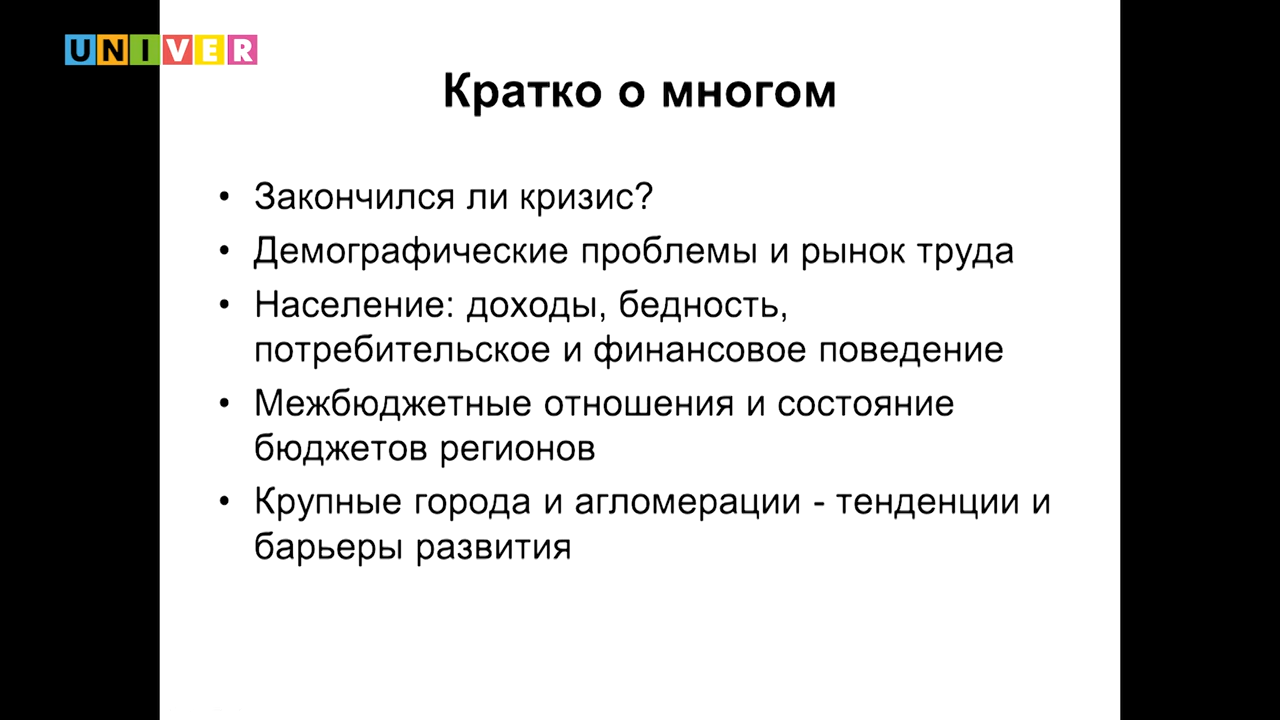 UNIVER
Кратко о многом
• Закончился ли кризис?
• Демографические проблемы и рынок труда
• Население: доходы, бедность,
потребительское и финансовое поведение
• Межбюджетные отношения и состояние
бюджетов регионов
• Крупные города и агломерации - тенденции и
барьеры развития